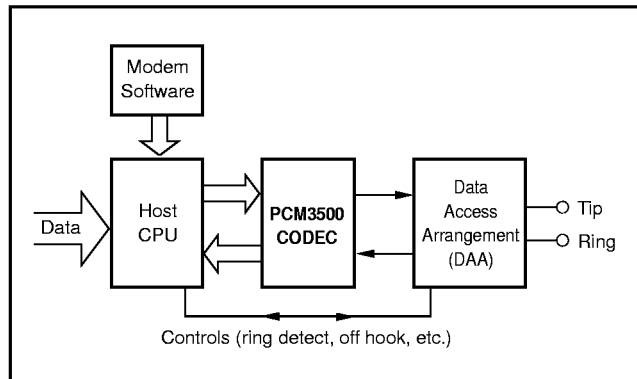 Modem
Software
Data
Host
CPU
PCM3500
CODEC
Data
Access
Arrangement
(DAA)
Tip
Ring
Controls (ring detect, off hook, etc.)